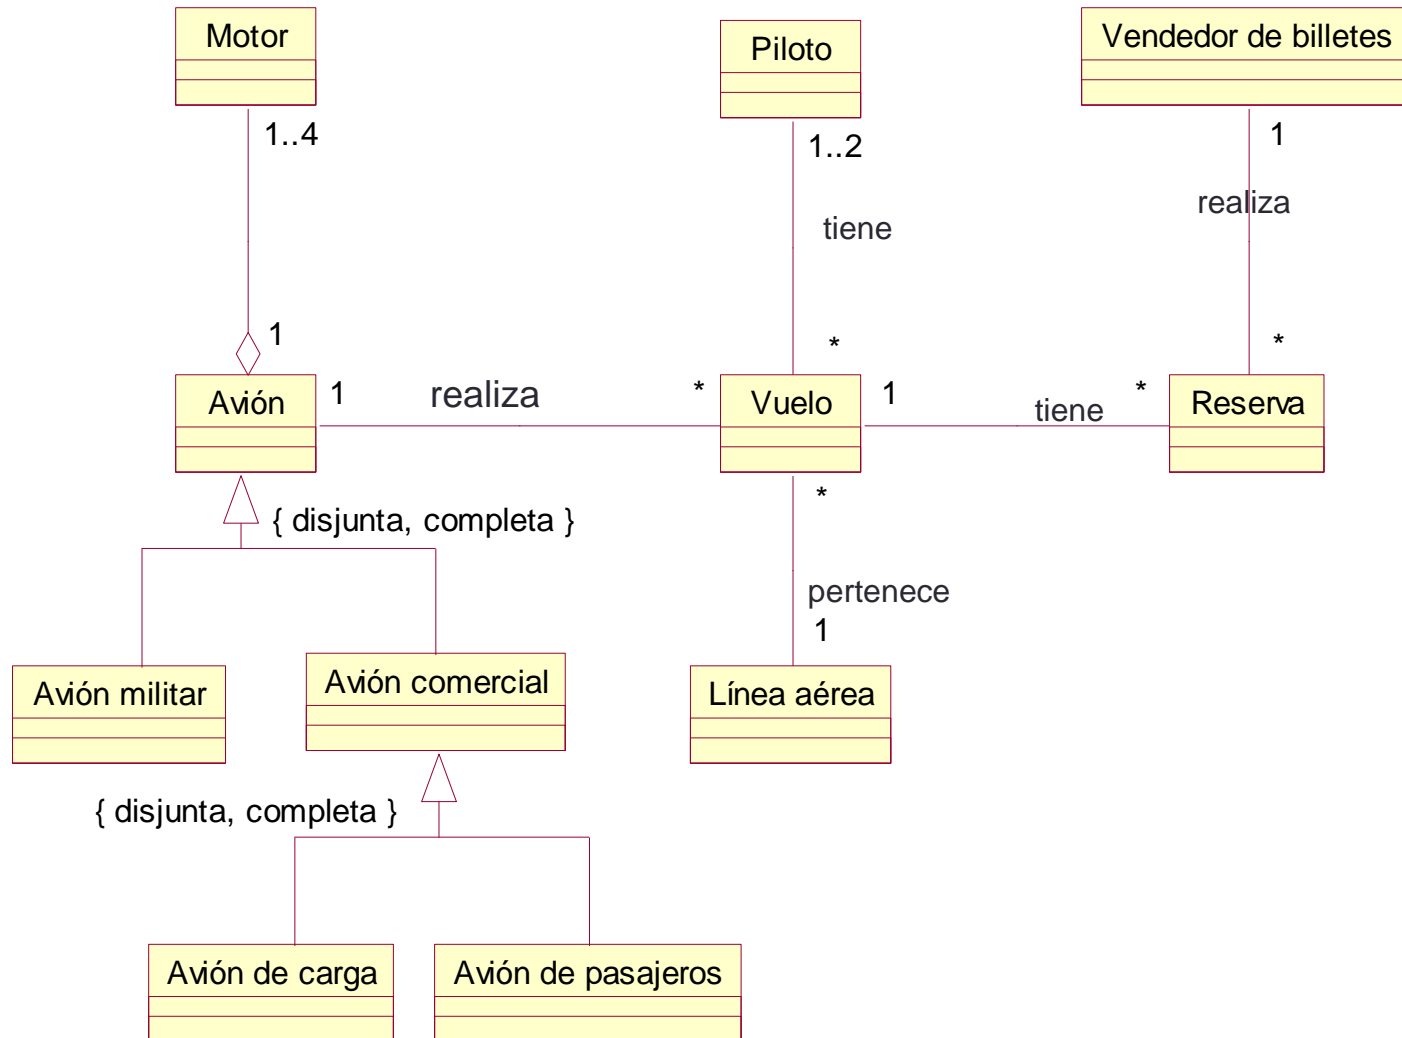 Motor
Piloto
Vendedor de billetes
1..4
1..2
1
realiza
tiene
1
*
*
Avión
1
realiza
*
Vuelo
1
tiene
*
Reserva
*
{ disjunta, completa }
pertenece
1
Avión militar
Avión comercial
Línea aérea
{ disjunta, completa }
Avión de carga
Avión de pasajeros